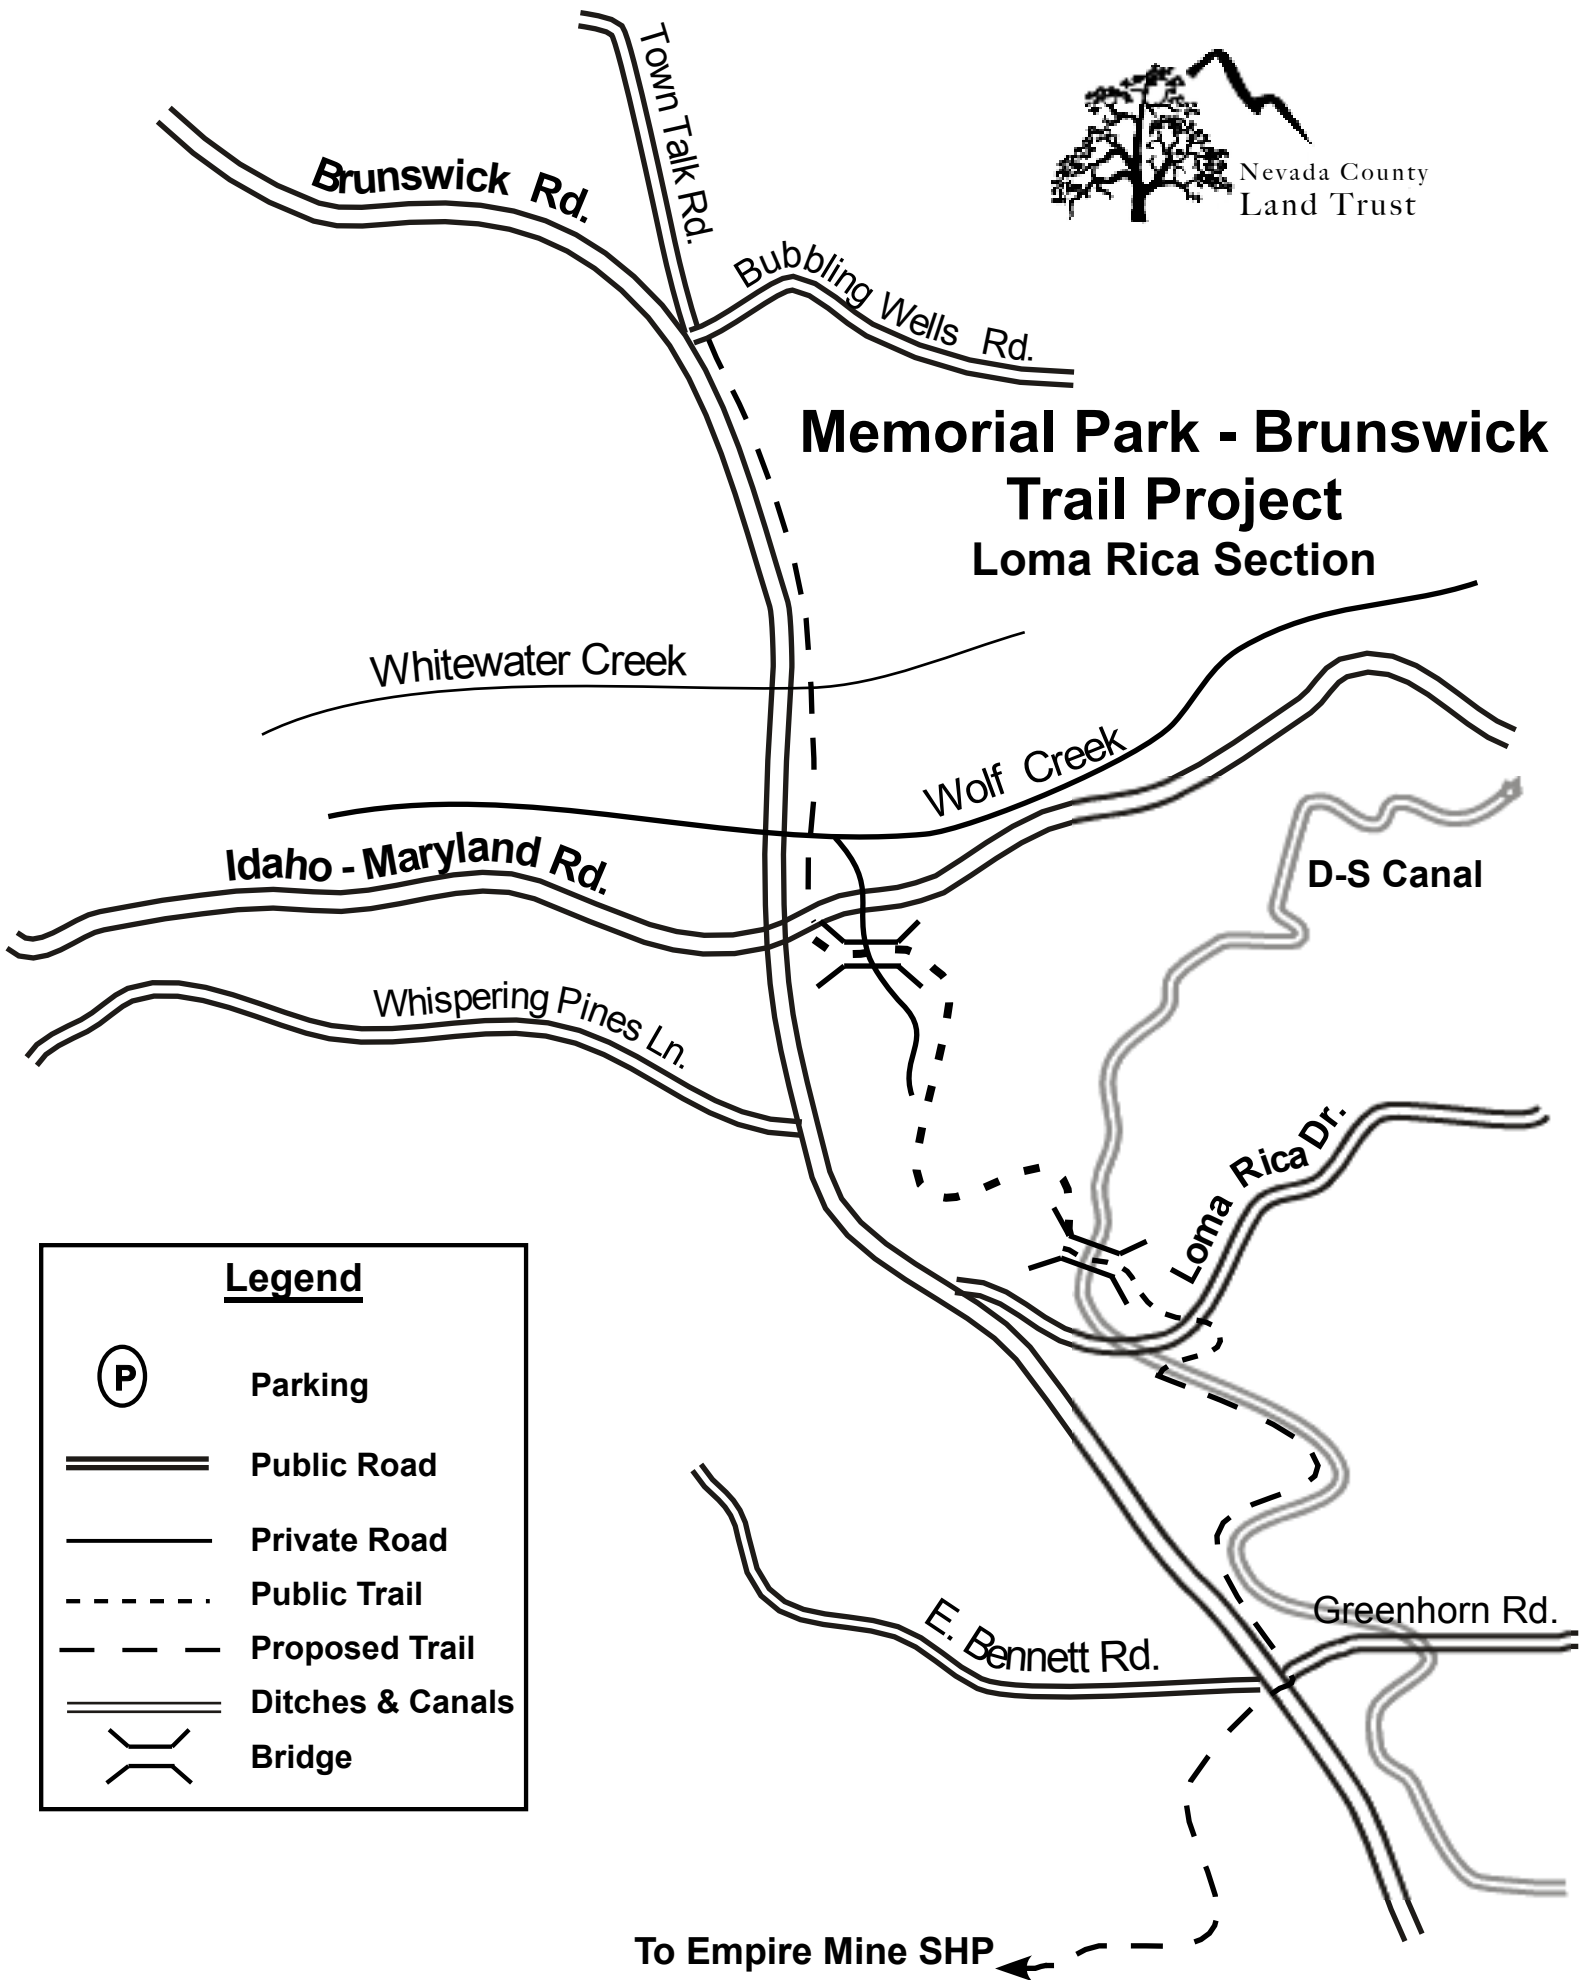 Town Talk Rd.
Brunswick Rd.
Nevada County
Land Trust
Bubbling Wells Rd.
Memorial Park - Brunswick
Trail Project
Loma Rica Section
Whitewater Creek
Wolf Creek
Idaho - Maryland Rd.
D-S Canal
Whispering Pines Ln.
Loma Rica Dr.
Legend
P
Parking
Public Road
Private Road
Public Trail
Proposed Trail
Ditches & Canals
Bridge
E. Bennett Rd.
Greenhorn Rd.
To Empire Mine SHP